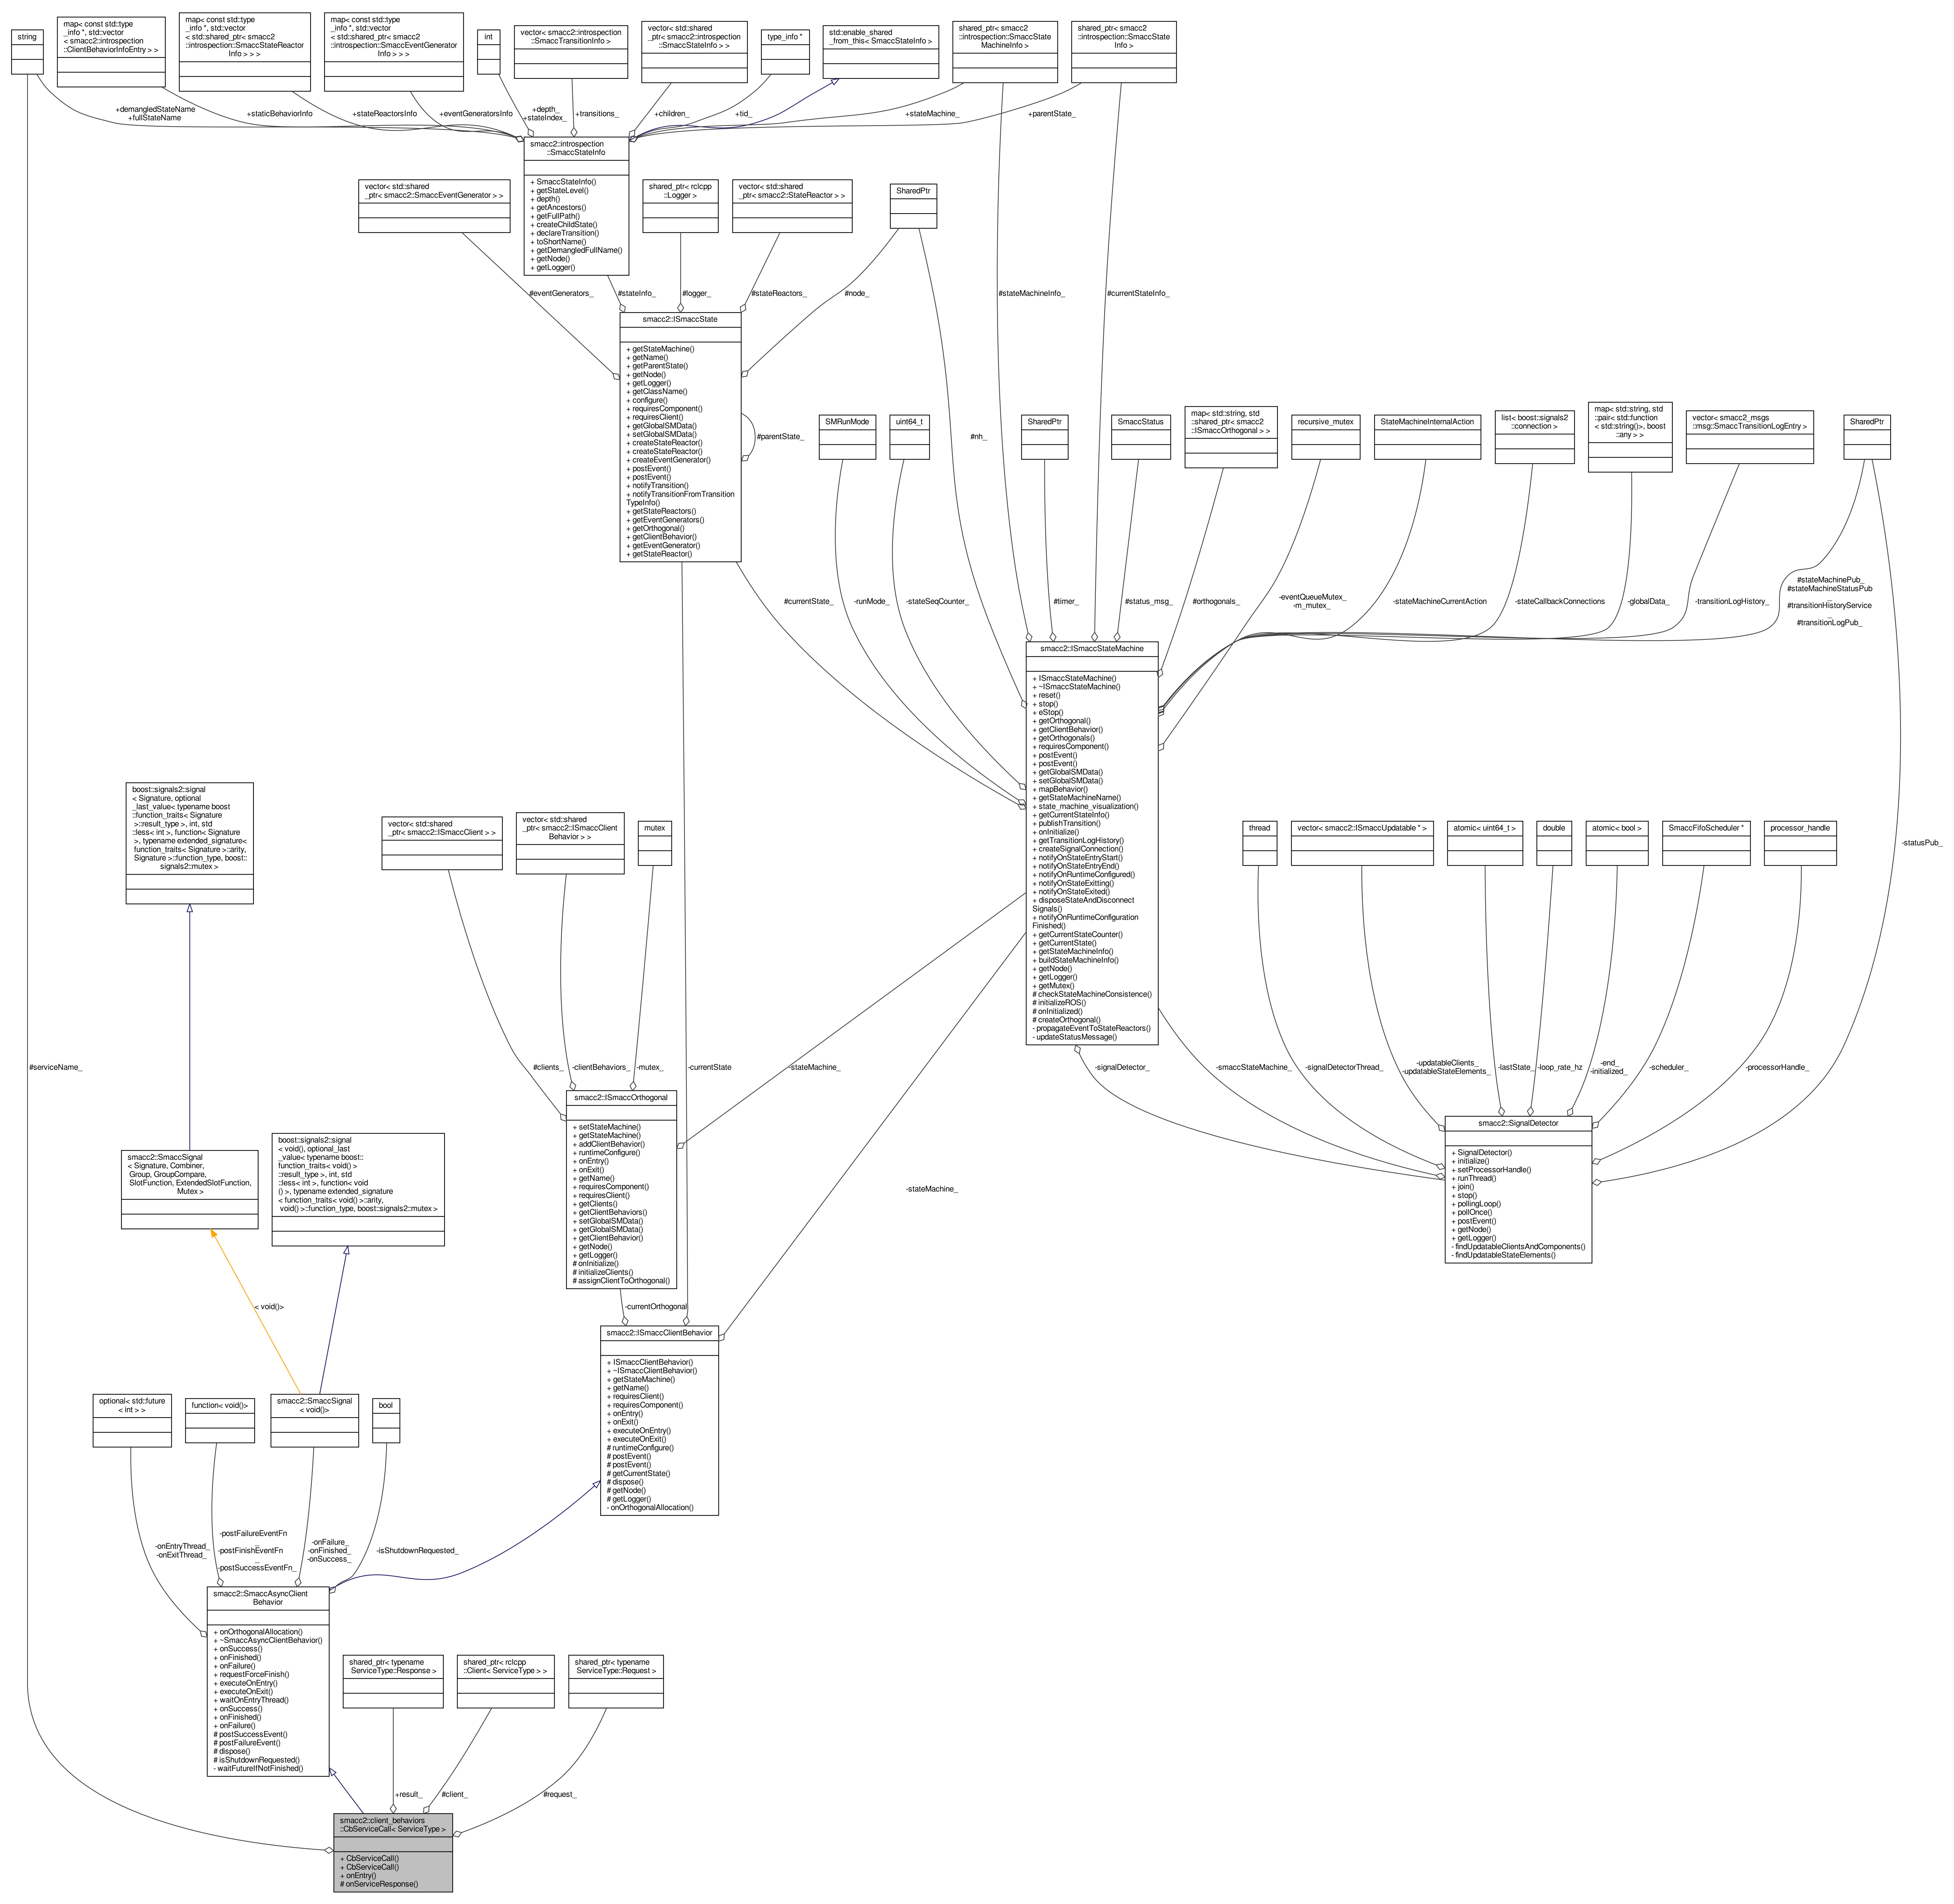 string
map< const std::type
_info *, std::vector
< smacc2::introspection
::ClientBehaviorInfoEntry > >
map< const std::type
_info *, std::vector
< std::shared_ptr< smacc2
::introspection::SmaccStateReactor
Info > > >
map< const std::type
_info *, std::vector
< std::shared_ptr< smacc2
::introspection::SmaccEventGenerator
Info > > >
int
vector< smacc2::introspection
::SmaccTransitionInfo >
vector< std::shared
_ptr< smacc2::introspection
::SmaccStateInfo > >
type_info *
std::enable_shared
_from_this< SmaccStateInfo >
shared_ptr< smacc2
::introspection::SmaccState
MachineInfo >
shared_ptr< smacc2
::introspection::SmaccState
Info >
+demangledStateName
+fullStateName
+staticBehaviorInfo
+stateReactorsInfo
+eventGeneratorsInfo
+depth_
+stateIndex_
+transitions_
+children_
+tid_
+stateMachine_
+parentState_
smacc2::introspection
::SmaccStateInfo
+ SmaccStateInfo()
+ getStateLevel()
+ depth()
+ getAncestors()
+ getFullPath()
+ createChildState()
+ declareTransition()
+ toShortName()
+ getDemangledFullName()
+ getNode()
+ getLogger()
vector< std::shared
_ptr< smacc2::SmaccEventGenerator > >
shared_ptr< rclcpp
::Logger >
vector< std::shared
_ptr< smacc2::StateReactor > >
SharedPtr
#eventGenerators_
#stateInfo_
#logger_
#stateReactors_
#node_
#stateMachineInfo_
#currentStateInfo_
smacc2::ISmaccState
+ getStateMachine()
+ getName()
+ getParentState()
+ getNode()
+ getLogger()
+ getClassName()
+ configure()
+ requiresComponent()
+ requiresClient()
+ getGlobalSMData()
+ setGlobalSMData()
+ createStateReactor()
+ createStateReactor()
+ createEventGenerator()
+ postEvent()
+ postEvent()
+ notifyTransition()
+ notifyTransitionFromTransition
TypeInfo()
+ getStateReactors()
+ getEventGenerators()
+ getOrthogonal()
+ getClientBehavior()
+ getEventGenerator()
+ getStateReactor()
#parentState_
#nh_
SMRunMode
uint64_t
SharedPtr
SmaccStatus
map< std::string, std
::shared_ptr< smacc2
::ISmaccOrthogonal > >
recursive_mutex
StateMachineInternalAction
list< boost::signals2
::connection >
map< std::string, std
::pair< std::function
< std::string()>, boost
::any > >
vector< smacc2_msgs
::msg::SmaccTransitionLogEntry >
SharedPtr
#currentState_
-runMode_
-stateSeqCounter_
#timer_
#status_msg_
#orthogonals_
-eventQueueMutex_
-m_mutex_
-stateMachineCurrentAction
-stateCallbackConnections
-globalData_
-transitionLogHistory_
#stateMachinePub_
#stateMachineStatusPub
_
#transitionHistoryService
_
#transitionLogPub_
smacc2::ISmaccStateMachine
+ ISmaccStateMachine()
+ ~ISmaccStateMachine()
+ reset()
+ stop()
+ eStop()
+ getOrthogonal()
+ getClientBehavior()
+ getOrthogonals()
+ requiresComponent()
+ postEvent()
+ postEvent()
+ getGlobalSMData()
+ setGlobalSMData()
+ mapBehavior()
+ getStateMachineName()
+ state_machine_visualization()
+ getCurrentStateInfo()
+ publishTransition()
+ onInitialize()
+ getTransitionLogHistory()
+ createSignalConnection()
+ notifyOnStateEntryStart()
+ notifyOnStateEntryEnd()
+ notifyOnRuntimeConfigured()
+ notifyOnStateExitting()
+ notifyOnStateExited()
+ disposeStateAndDisconnect
Signals()
+ notifyOnRuntimeConfiguration
Finished()
+ getCurrentStateCounter()
+ getCurrentState()
+ getStateMachineInfo()
+ buildStateMachineInfo()
+ getNode()
+ getLogger()
+ getMutex()
# checkStateMachineConsistence()
# initializeROS()
# onInitialized()
# createOrthogonal()
- propagateEventToStateReactors()
- updateStatusMessage()
boost::signals2::signal
< Signature, optional
_last_value< typename boost
::function_traits< Signature
>::result_type >, int, std
::less< int >, function< Signature
>, typename extended_signature<
function_traits< Signature >::arity,
Signature >::function_type, boost::
signals2::mutex >
vector< std::shared
_ptr< smacc2::ISmaccClient > >
vector< std::shared
_ptr< smacc2::ISmaccClient
Behavior > >
mutex
thread
vector< smacc2::ISmaccUpdatable * >
atomic< uint64_t >
double
atomic< bool >
SmaccFifoScheduler *
processor_handle
-statusPub_
#serviceName_
#clients_
-clientBehaviors_
-mutex_
-currentState
-stateMachine_
-signalDetector_
-smaccStateMachine_
-signalDetectorThread_
-updatableClients_
-updatableStateElements_
-lastState_
-loop_rate_hz
-end_
-initialized_
-scheduler_
-processorHandle_
smacc2::ISmaccOrthogonal
+ setStateMachine()
+ getStateMachine()
+ addClientBehavior()
+ runtimeConfigure()
+ onEntry()
+ onExit()
+ getName()
+ requiresComponent()
+ requiresClient()
+ getClients()
+ getClientBehaviors()
+ setGlobalSMData()
+ getGlobalSMData()
+ getClientBehavior()
+ getNode()
+ getLogger()
# onInitialize()
# initializeClients()
# assignClientToOrthogonal()
smacc2::SignalDetector
+ SignalDetector()
+ initialize()
+ setProcessorHandle()
+ runThread()
+ join()
+ stop()
+ pollingLoop()
+ pollOnce()
+ postEvent()
+ getNode()
+ getLogger()
- findUpdatableClientsAndComponents()
- findUpdatableStateElements()
smacc2::SmaccSignal
< Signature, Combiner,
Group, GroupCompare,
SlotFunction, ExtendedSlotFunction,
Mutex >
boost::signals2::signal
< void(), optional_last
_value< typename boost::
function_traits< void() >
::result_type >, int, std
::less< int >, function< void
() >, typename extended_signature
< function_traits< void() >::arity,
void() >::function_type, boost::signals2::mutex >
-stateMachine_
< void()>
-currentOrthogonal
smacc2::ISmaccClientBehavior
+ ISmaccClientBehavior()
+ ~ISmaccClientBehavior()
+ getStateMachine()
+ getName()
+ requiresClient()
+ requiresComponent()
+ onEntry()
+ onExit()
+ executeOnEntry()
+ executeOnExit()
# runtimeConfigure()
# postEvent()
# postEvent()
# getCurrentState()
# dispose()
# getNode()
# getLogger()
- onOrthogonalAllocation()
optional< std::future
< int > >
function< void()>
smacc2::SmaccSignal
< void()>
bool
-onEntryThread_
-onExitThread_
-postFailureEventFn
_
-postFinishEventFn
_
-postSuccessEventFn_
-onFailure_
-onFinished_
-onSuccess_
-isShutdownRequested_
smacc2::SmaccAsyncClient
Behavior
+ onOrthogonalAllocation()
+ ~SmaccAsyncClientBehavior()
+ onSuccess()
+ onFinished()
+ onFailure()
+ requestForceFinish()
+ executeOnEntry()
+ executeOnExit()
+ waitOnEntryThread()
+ onSuccess()
+ onFinished()
+ onFailure()
# postSuccessEvent()
# postFailureEvent()
# dispose()
# isShutdownRequested()
- waitFutureIfNotFinished()
shared_ptr< typename
ServiceType::Response >
shared_ptr< rclcpp
::Client< ServiceType > >
shared_ptr< typename
ServiceType::Request >
+result_
#client_
#request_
smacc2::client_behaviors
::CbServiceCall< ServiceType >
+ CbServiceCall()
+ CbServiceCall()
+ onEntry()
# onServiceResponse()